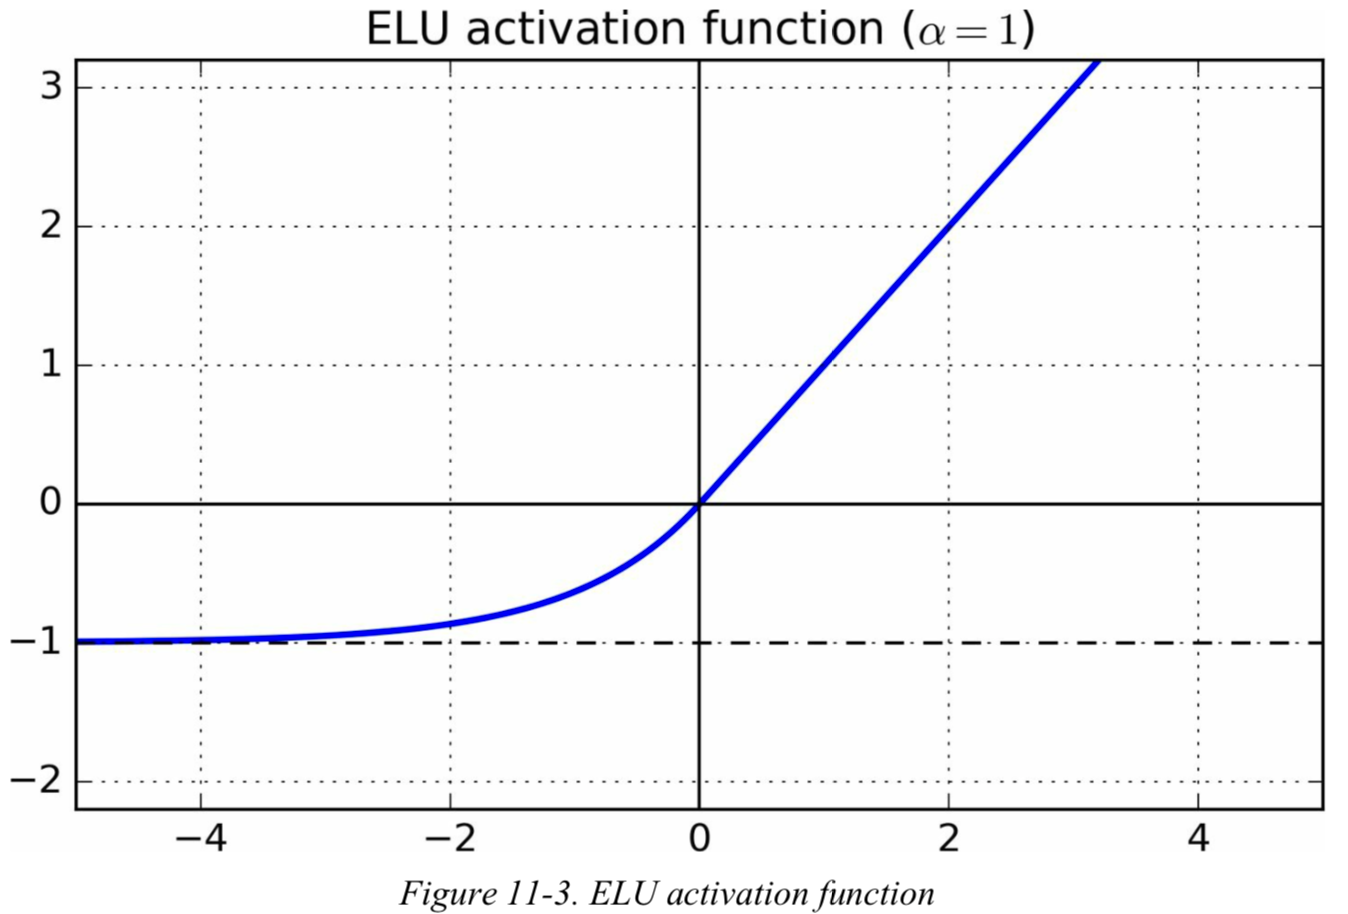 ELU activation function (α = 1)
3
2
1
0
−1
−2
−4 −2 0 2 4
Figure 11-3. ELU activation function